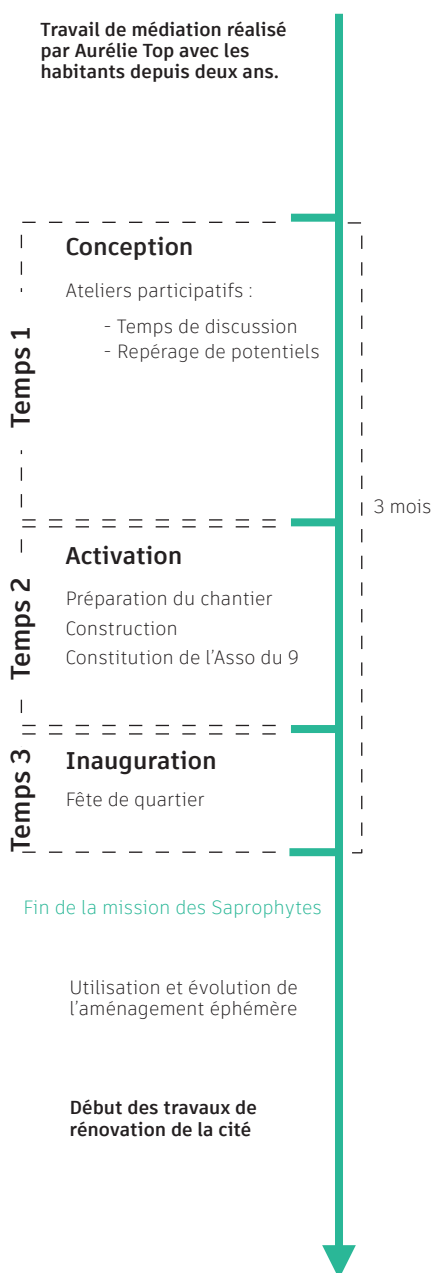 Travail de médiation réalisé
par Aurélie Top avec les
habitants depuis deux ans.
Temps 1
Conception
Ateliers participatifs :
- Temps de discussion
- Repérage de potentiels
3 mois
Temps 2
Activation
Préparation du chantier
Construction
Constitution de l'Asso du 9
Temps 3
Inauguration
Fête de quartier
Fin de la mission des Saprophytes
Utilisation et évolution de
l'aménagement éphémère
Début des travaux de
rénovation de la cité